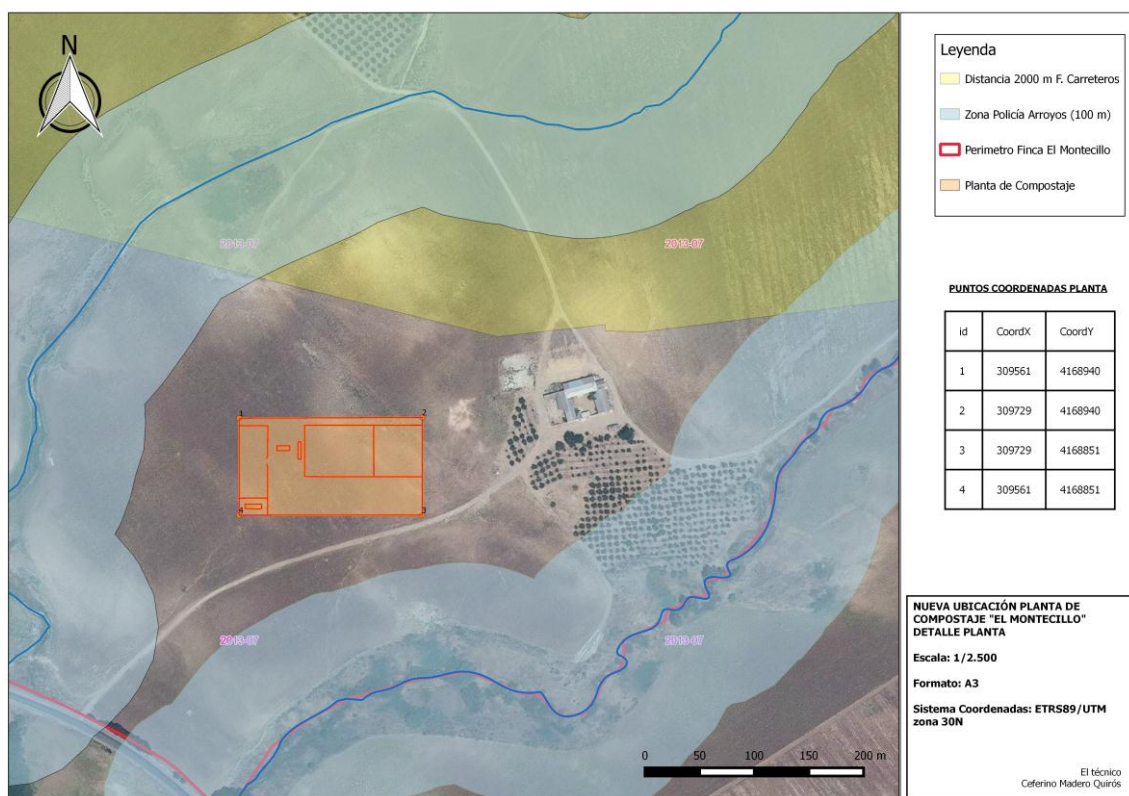 N
2013-07
2013-07
1
2
4
3
2013-07
2013-07
0 50 100 150 200 m
Leyenda
Distancia 2000 m F. Carreteros
Zona Policía Arroyos (100 m)
Perimetro Finca El Montecillo
Planta de Compostaje
PUNTOS COORDENADAS PLANTA
id CoordX CoordY
1 309561 4168940
2 309729 4168940
3 309729 4168851
4 309561 4168851
NUEVA UBICACIÓN PLANTA DE
COMPOSTAJE "EL MONTECILLO"
DETALLE PLANTA
Escala: 1/2.500
Formato: A3
Sistema Coordenadas: ETRS89/UTM
zona 30N
El técnico
Ceferino Madero Quirós